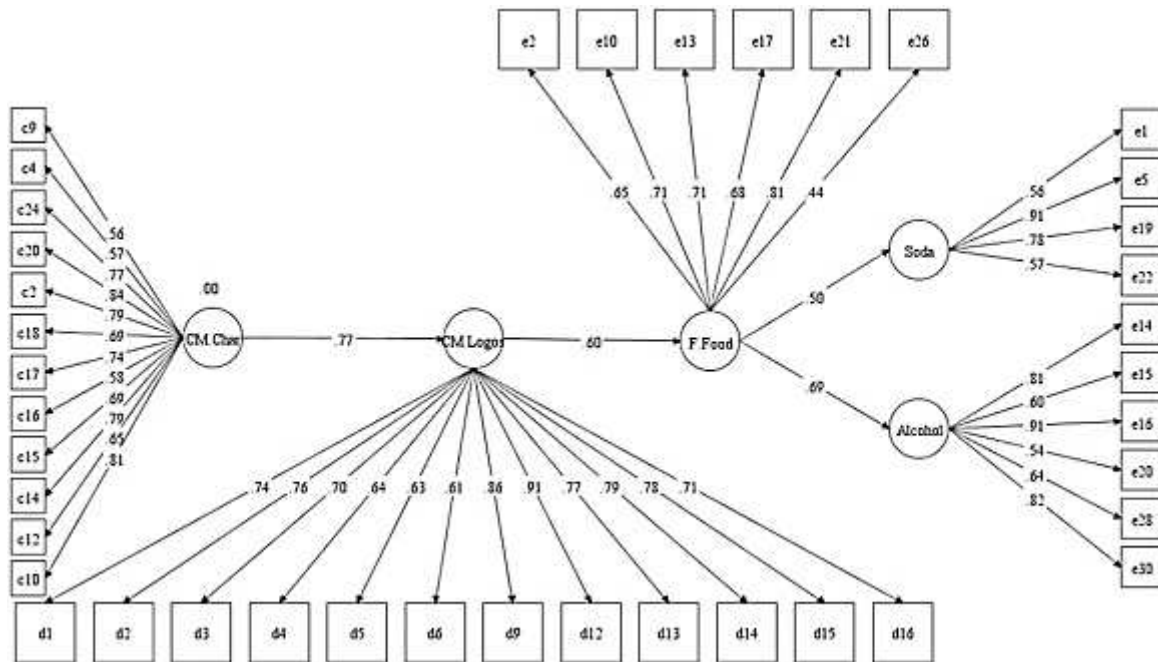 e2 e10 e13 e17 e21 e26
c9
c4
c24
c20
c2
c18
c17
c16
c15
c14
c12
c10
.56
.57
.77
.84
.79
.69
.74
.58
.69
.79
.65
.81
.00
CM.Char
.77
CM.Logos
.60
F.Food
.65 .71 .71 .68 .81 .44
.50
.69
Soda
Alcohol
.56
.91
.78
.57
.81
.60
.91
.54
.64
.82
e1
e5
e19
e22
e14
e15
e16
e20
e28
e30
.74 .76 .70 .64 .63 .61 .86 .91 .77 .79 .78 .71
d1 d2 d3 d4 d5 d6 d9 d12 d13 d14 d15 d16